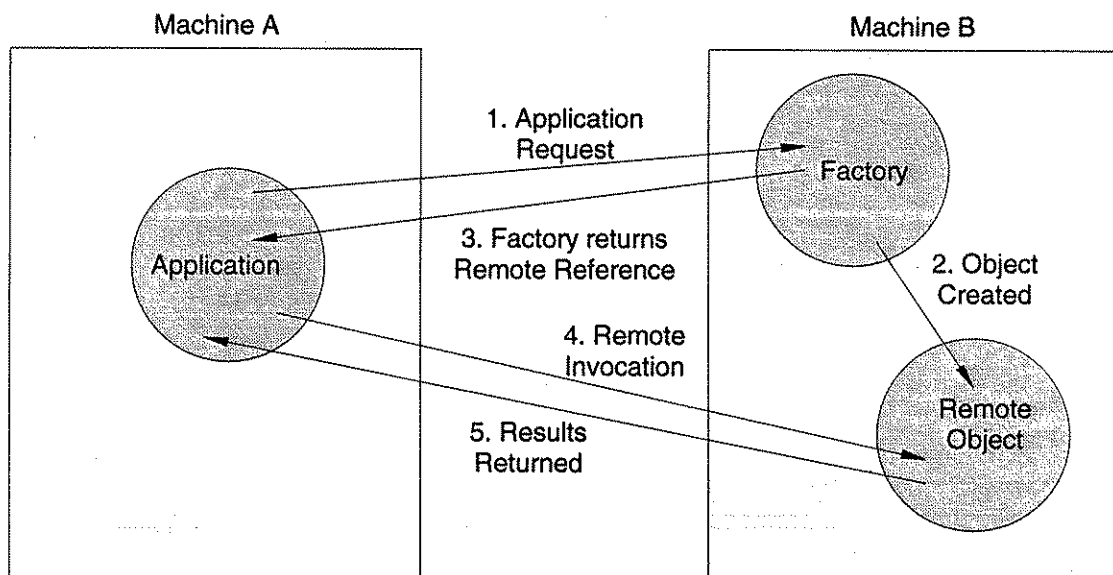 Machine A
Machine B
1. Application
Request
Factory
3. Factory returns
Remote Reference
Application
2. Object
Created
4. Remote
Invocation
Remote
Object
5. Results
Returned